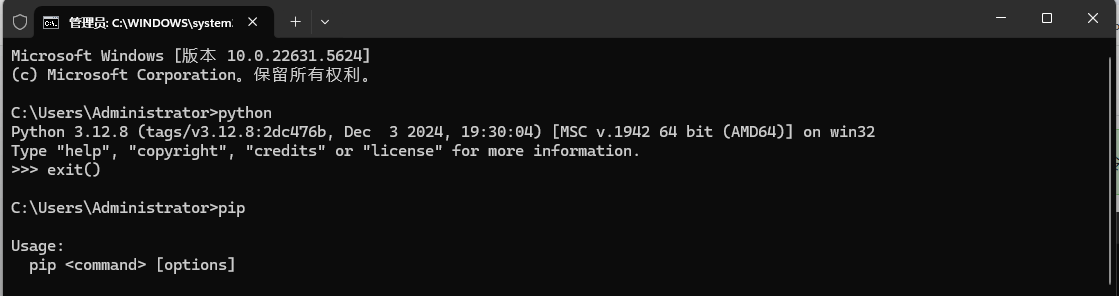 管理员: C:\WINDOWS\system:
Microsoft Windows [版本 10.0.22631.5624]
(c) Microsoft Corporation。保留所有权利。
C:\Users\Administrator>python
Python 3.12.8 (tags/v3.12.8:2dc476b, Dec  3 2024, 19:30:04) [MSC v.1942 64 bit (AMD64)] on win32
Type "help", "copyright", "credits" or "license" for more information.
>>> exit()
C:\Users\Administrator>pip
Usage:
  pip <command> [options]